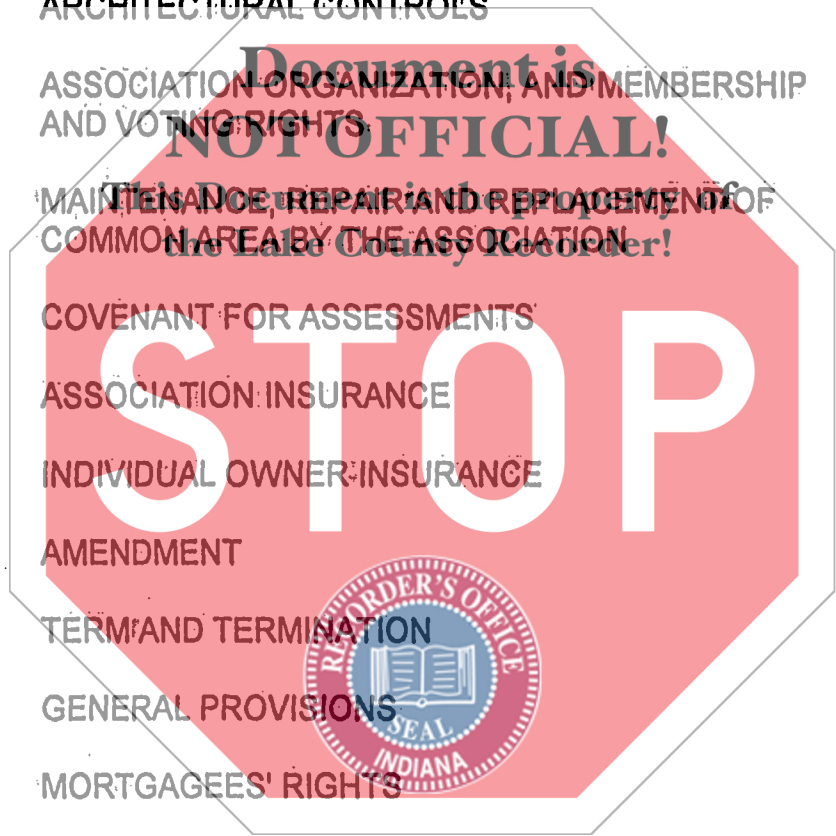 ARCHITECTURAL CONTROLS
Document is
ASSOCIATION ORGANIZATION, AND MEMBERSHIP
AND VOTING RIGHTS
NOT OFFICIAL!
This Document is the property of
MAINTENANCE, REPAIR AND REPLACEMENT OF
COMMON AREA BY THE ASSOCIATION
the Lake County Recorder!
COVENANT FOR ASSESSMENTS
STOP
ASSOCIATION INSURANCE
INDIVIDUAL OWNER INSURANCE
AMENDMENT
TERM AND TERMINATION
GENERAL PROVISIONS
MORTGAGEES' RIGHTS
RECORDER'S OFFICE
SEAL
INDIANA